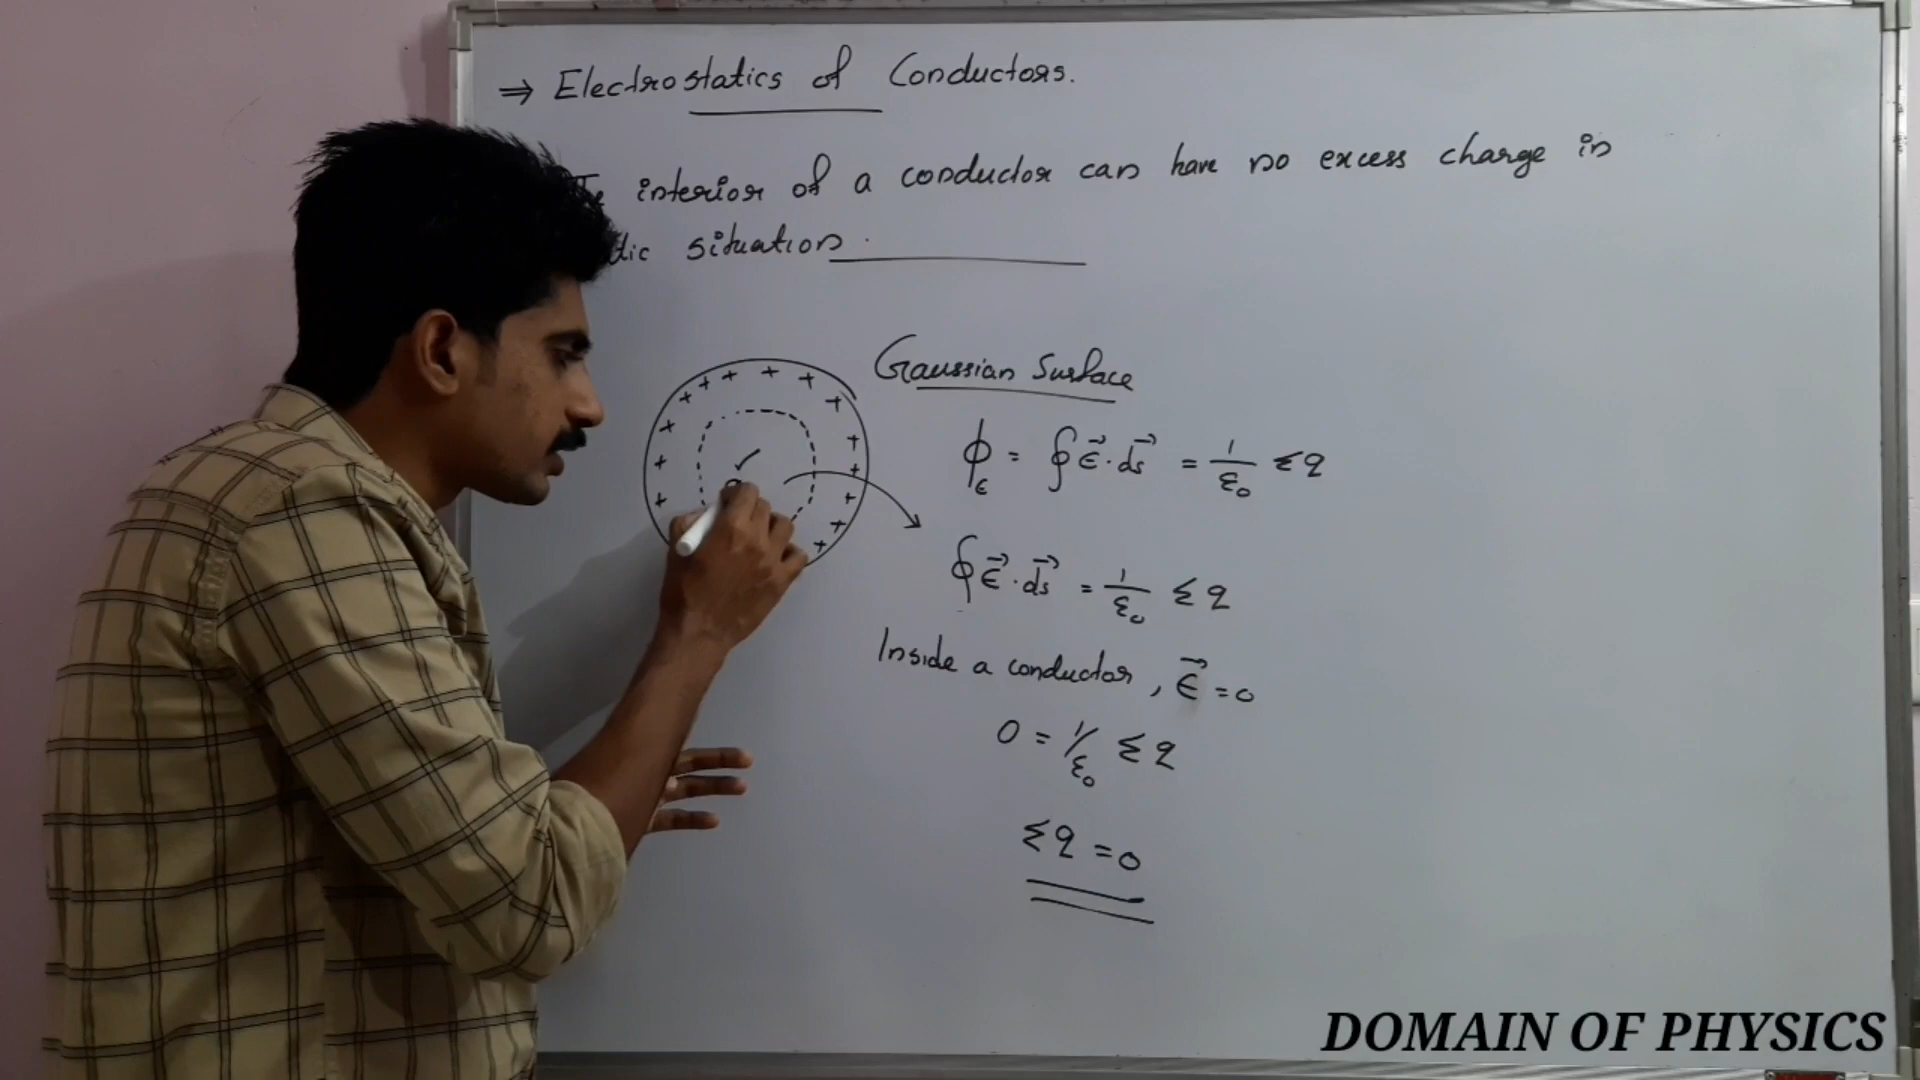 ⇒ Electrostatics of Conductors.
interior of a conductor can have no excess charge in
situation.
Gaussian Surface
ϕ_E = ∮ E⃗ . ds⃗ = 1/ε₀ Σq
∮ E⃗ . ds⃗ = 1/ε₀ Σq
Inside a conductor, E⃗ = 0
0 = 1/ε₀ Σq
Σq = 0
DOMAIN OF PHYSICS